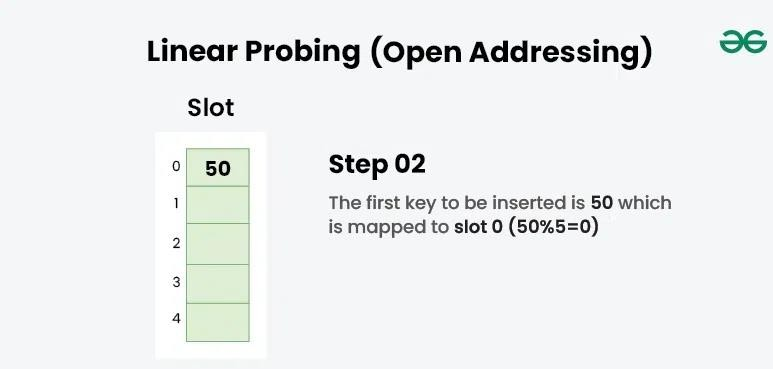 Linear Probing (Open Addressing)
Slot
0 50
1
2
3
4
Step 02
The first key to be inserted is 50 which
is mapped to slot 0 (50%5=0)